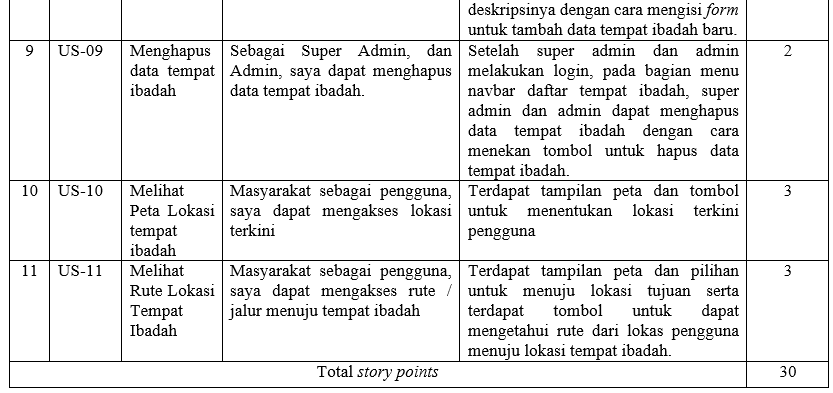 deskripsinya dengan cara mengisi form
untuk tambah data tempat ibadah baru.
9 US-09 Menghapus Sebagai Super Admin, dan Setelah super admin dan admin 2
data tempat Admin, saya dapat menghapus melakukan login, pada bagian menu
ibadah data tempat ibadah. navbar daftar tempat ibadah, super
admin dan admin dapat menghapus
data tempat ibadah dengan cara
menekan tombol untuk hapus data
tempat ibadah.
10 US-10 Melihat Masyarakat sebagai pengguna, Terdapat tampilan peta dan tombol 3
Peta Lokasi saya dapat mengakses lokasi untuk menentukan lokasi terkini
tempat terkini pengguna
ibadah
11 US-11 Melihat Masyarakat sebagai pengguna, Terdapat tampilan peta dan pilihan 3
Rute Lokasi saya dapat mengakses rute / untuk menuju lokasi tujuan serta
Tempat jalur menuju tempat ibadah terdapat tombol untuk dapat
Ibadah mengetahui rute dari lokas pengguna
menuju lokasi tempat ibadah.
Total story points 30